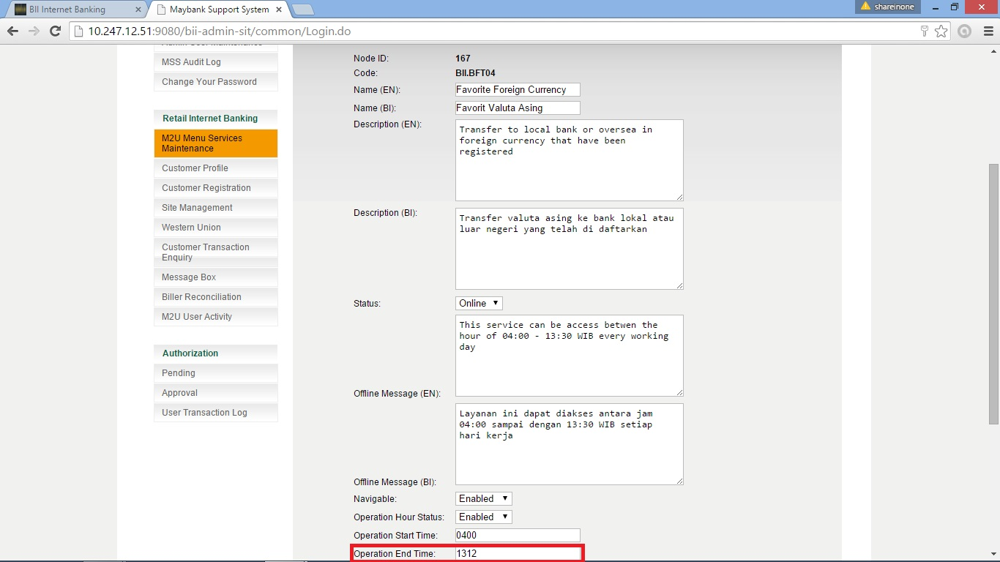 BII Internet Banking
Maybank Support System
shareinone
10.247.12.51:9080/bii-admin-sit/common/Login.do
MSS Audit Log
Change Your Password
Retail Internet Banking
M2U Menu Services
Maintenance
Customer Profile
Customer Registration
Site Management
Western Union
Customer Transaction
Enquiry
Message Box
Biller Reconciliation
M2U User Activity
Authorization
Pending
Approval
User Transaction Log
Node ID: 167
Code: BII.BFT04
Name (EN): Favorite Foreign Currency
Name (BI): Favorit Valuta Asing
Description (EN): Transfer to local bank or oversea in
foreign currency that have been
registered
Description (BI): Transfer valuta asing ke bank lokal atau
luar negeri yang telah di daftarkan
Status: Online
This service can be access betwen the
hour of 04:00 - 13:30 WIB every working
day
Offline Message (EN):
Layanan ini dapat diakses antara jam
04:00 sampai dengan 13:30 WIB setiap
hari kerja
Offline Message (BI):
Navigable: Enabled
Operation Hour Status: Enabled
Operation Start Time: 0400
Operation End Time: 1312